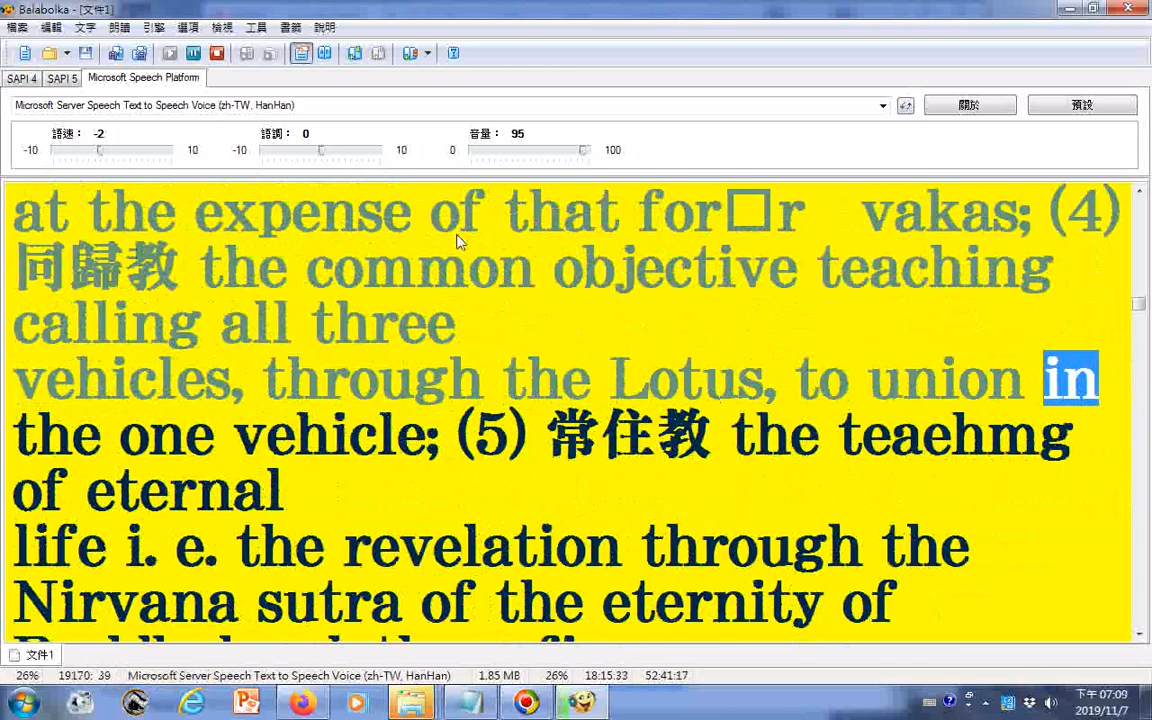 Balabolka - [文件1]
檔案 編輯 文字 朗讀 引擎 選項 檢視 工具 書籤 說明
SAPI 4 SAPI 5 Microsoft Speech Platform
Microsoft Server Speech Text to Speech Voice (zh-TW, HanHan) 關於 預設
語速： -2 語調： 0 音量： 95
-10 10 -10 10 0 100
at the expense of that for□r vakas; (4)
同歸教 the common objective teaching
calling all three
vehicles, through the Lotus, to union in
the one vehicle; (5) 常住教 the teaehmg
of eternal
life i. e. the revelation through the
Nirvana sutra of the eternity of
文件1
26% 19170: 39 Microsoft Server Speech Text to Speech Voice (zh-TW, HanHan) 1.85 MB 26% 18:15:33 52:41:17
下午 07:09
2019/11/7